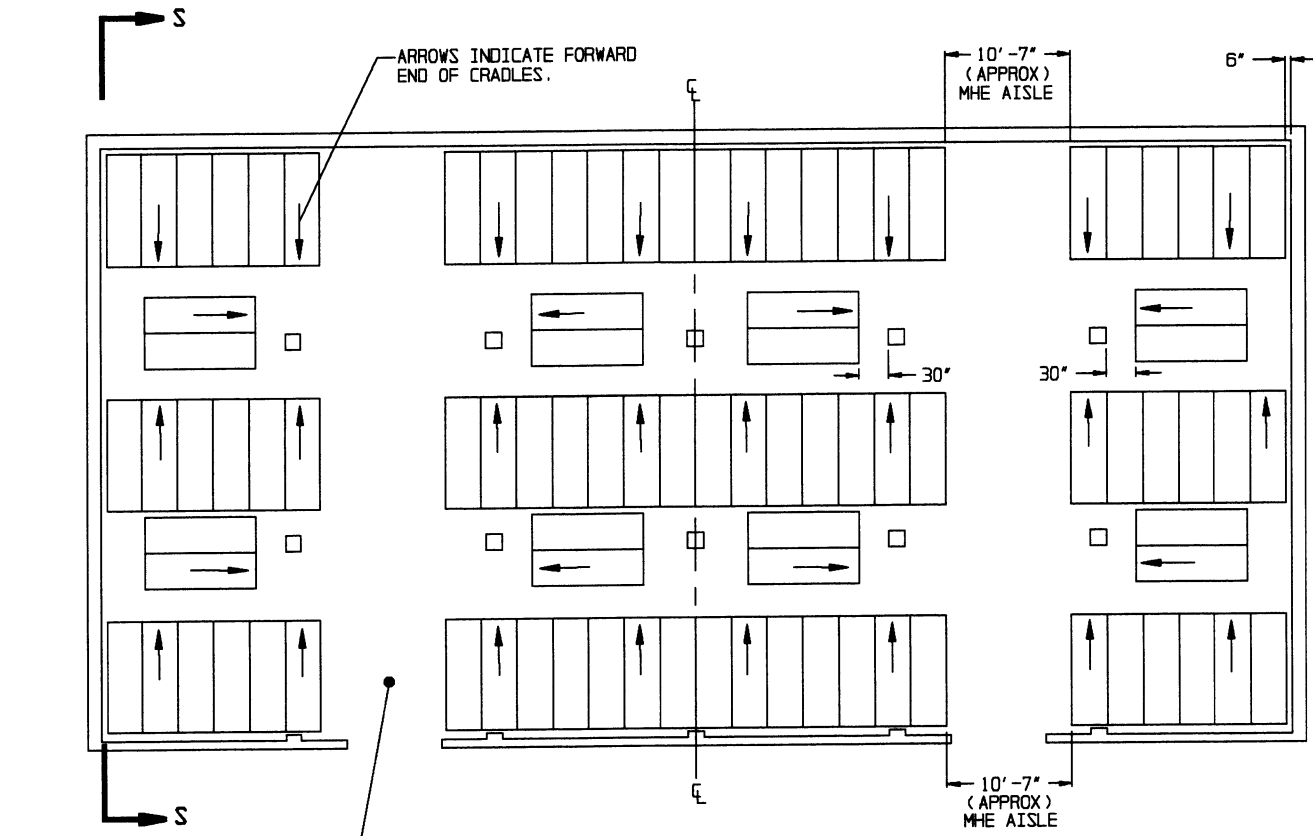 S
ARROWS INDICATE FORWARD
END OF CRADLES.
10'-7"
(APPROX)
MHE AISLE
6"
℄
30"
30"
℄
10'-7"
(APPROX)
MHE AISLE
S